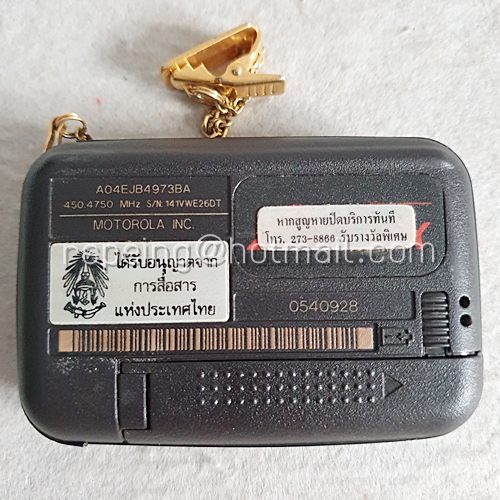 A04EJB4973BA
450.4750 MHz S/N:141VWE26DT
MOTOROLA INC.
หากสูญหายปิดบริการทันที
โทร. 273-8866 รับรางวัลพิเศษ
pepeing@hotmail.com
ได้รับอนุญาตจาก
การสื่อสาร
แห่งประเทศไทย
0540928